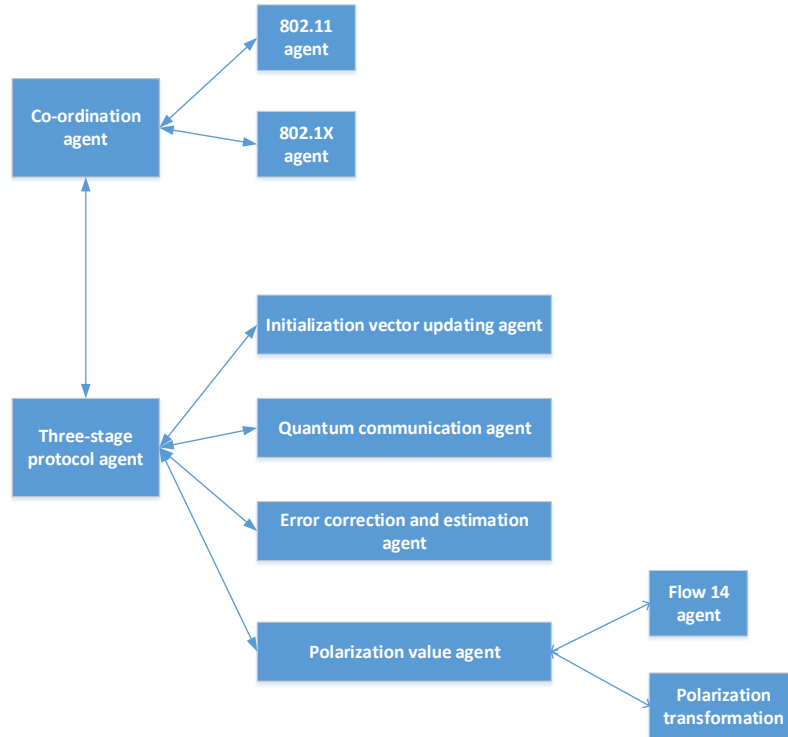 802.11
agent
Co-ordination
agent
802.1X
agent
Initialization vector updating agent
Three-stage
protocol agent
Quantum communication agent
Error correction and estimation
agent
Polarization value agent
Flow 14
agent
Polarization
transformation